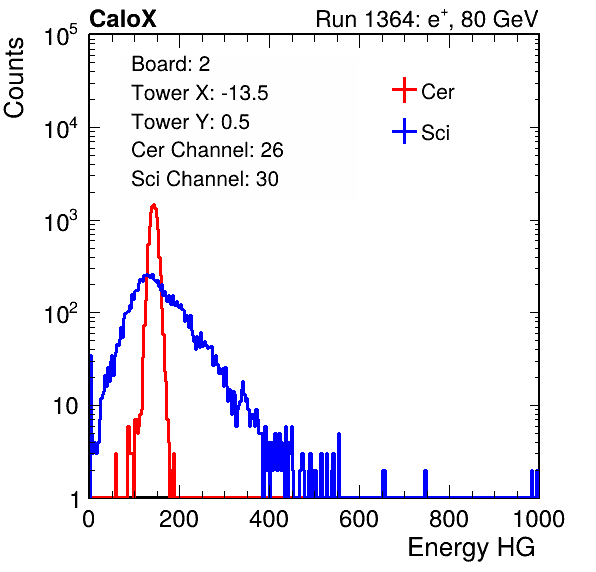 CaloX Run 1364: e⁺, 80 GeV
Counts
10⁵
10⁴
10³
10²
10
1
Board: 2
Tower X: -13.5
Tower Y: 0.5
Cer Channel: 26
Sci Channel: 30
Cer
Sci
0 200 400 600 800 1000
Energy HG